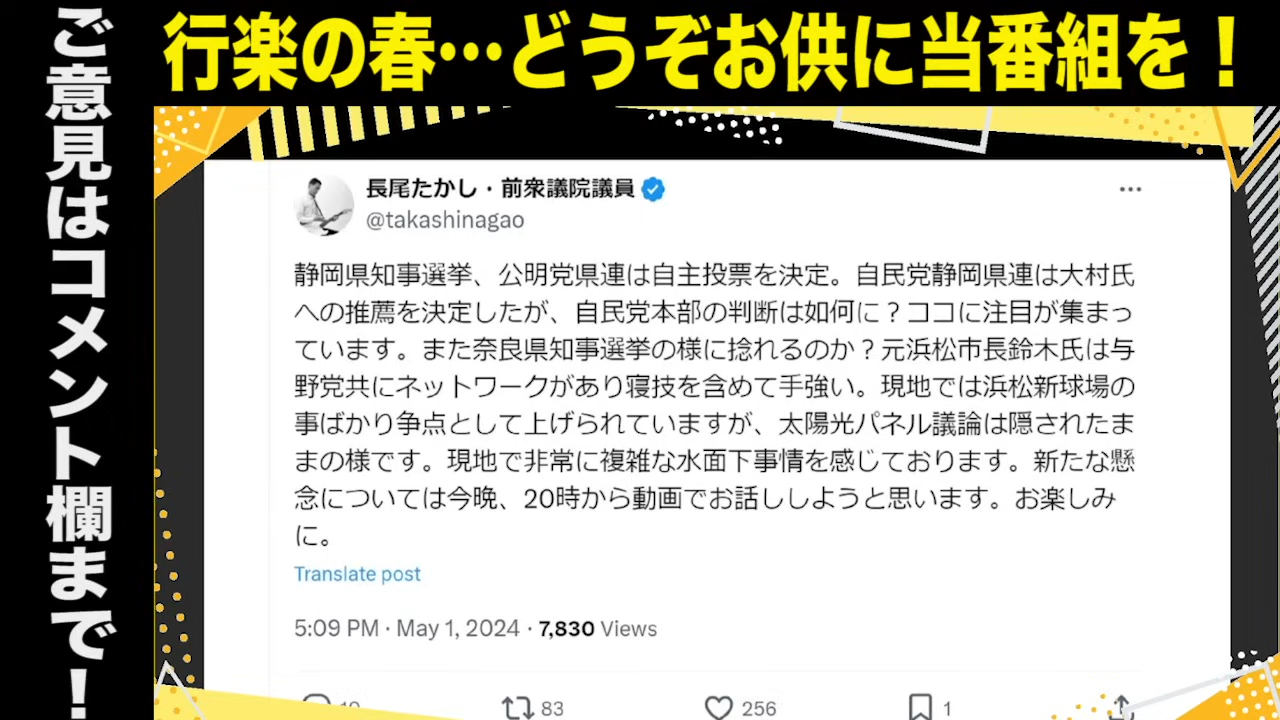 行楽の春…どうぞお供に当番組を！
ご意見はコメント欄まで！
長尾たかし・前衆議院議員
@takashinagao
静岡県知事選挙、公明党県連は自主投票を決定。自民党静岡県連は大村氏
への推薦を決定したが、自民党本部の判断は如何に？ココに注目が集まっ
ています。また奈良県知事選挙の様に捻れるのか？元浜松市長鈴木氏は与
野党共にネットワークがあり寝技を含めて手強い。現地では浜松新球場の
事ばかり争点として上げられていますが、太陽光パネル議論は隠されたま
まの様です。現地で非常に複雑な水面下事情を感じております。新たな懸
念については今晩、20時から動画でお話ししようと思います。お楽しみ
に。
Translate post
5:09 PM · May 1, 2024 · 7,830 Views
83 256 1